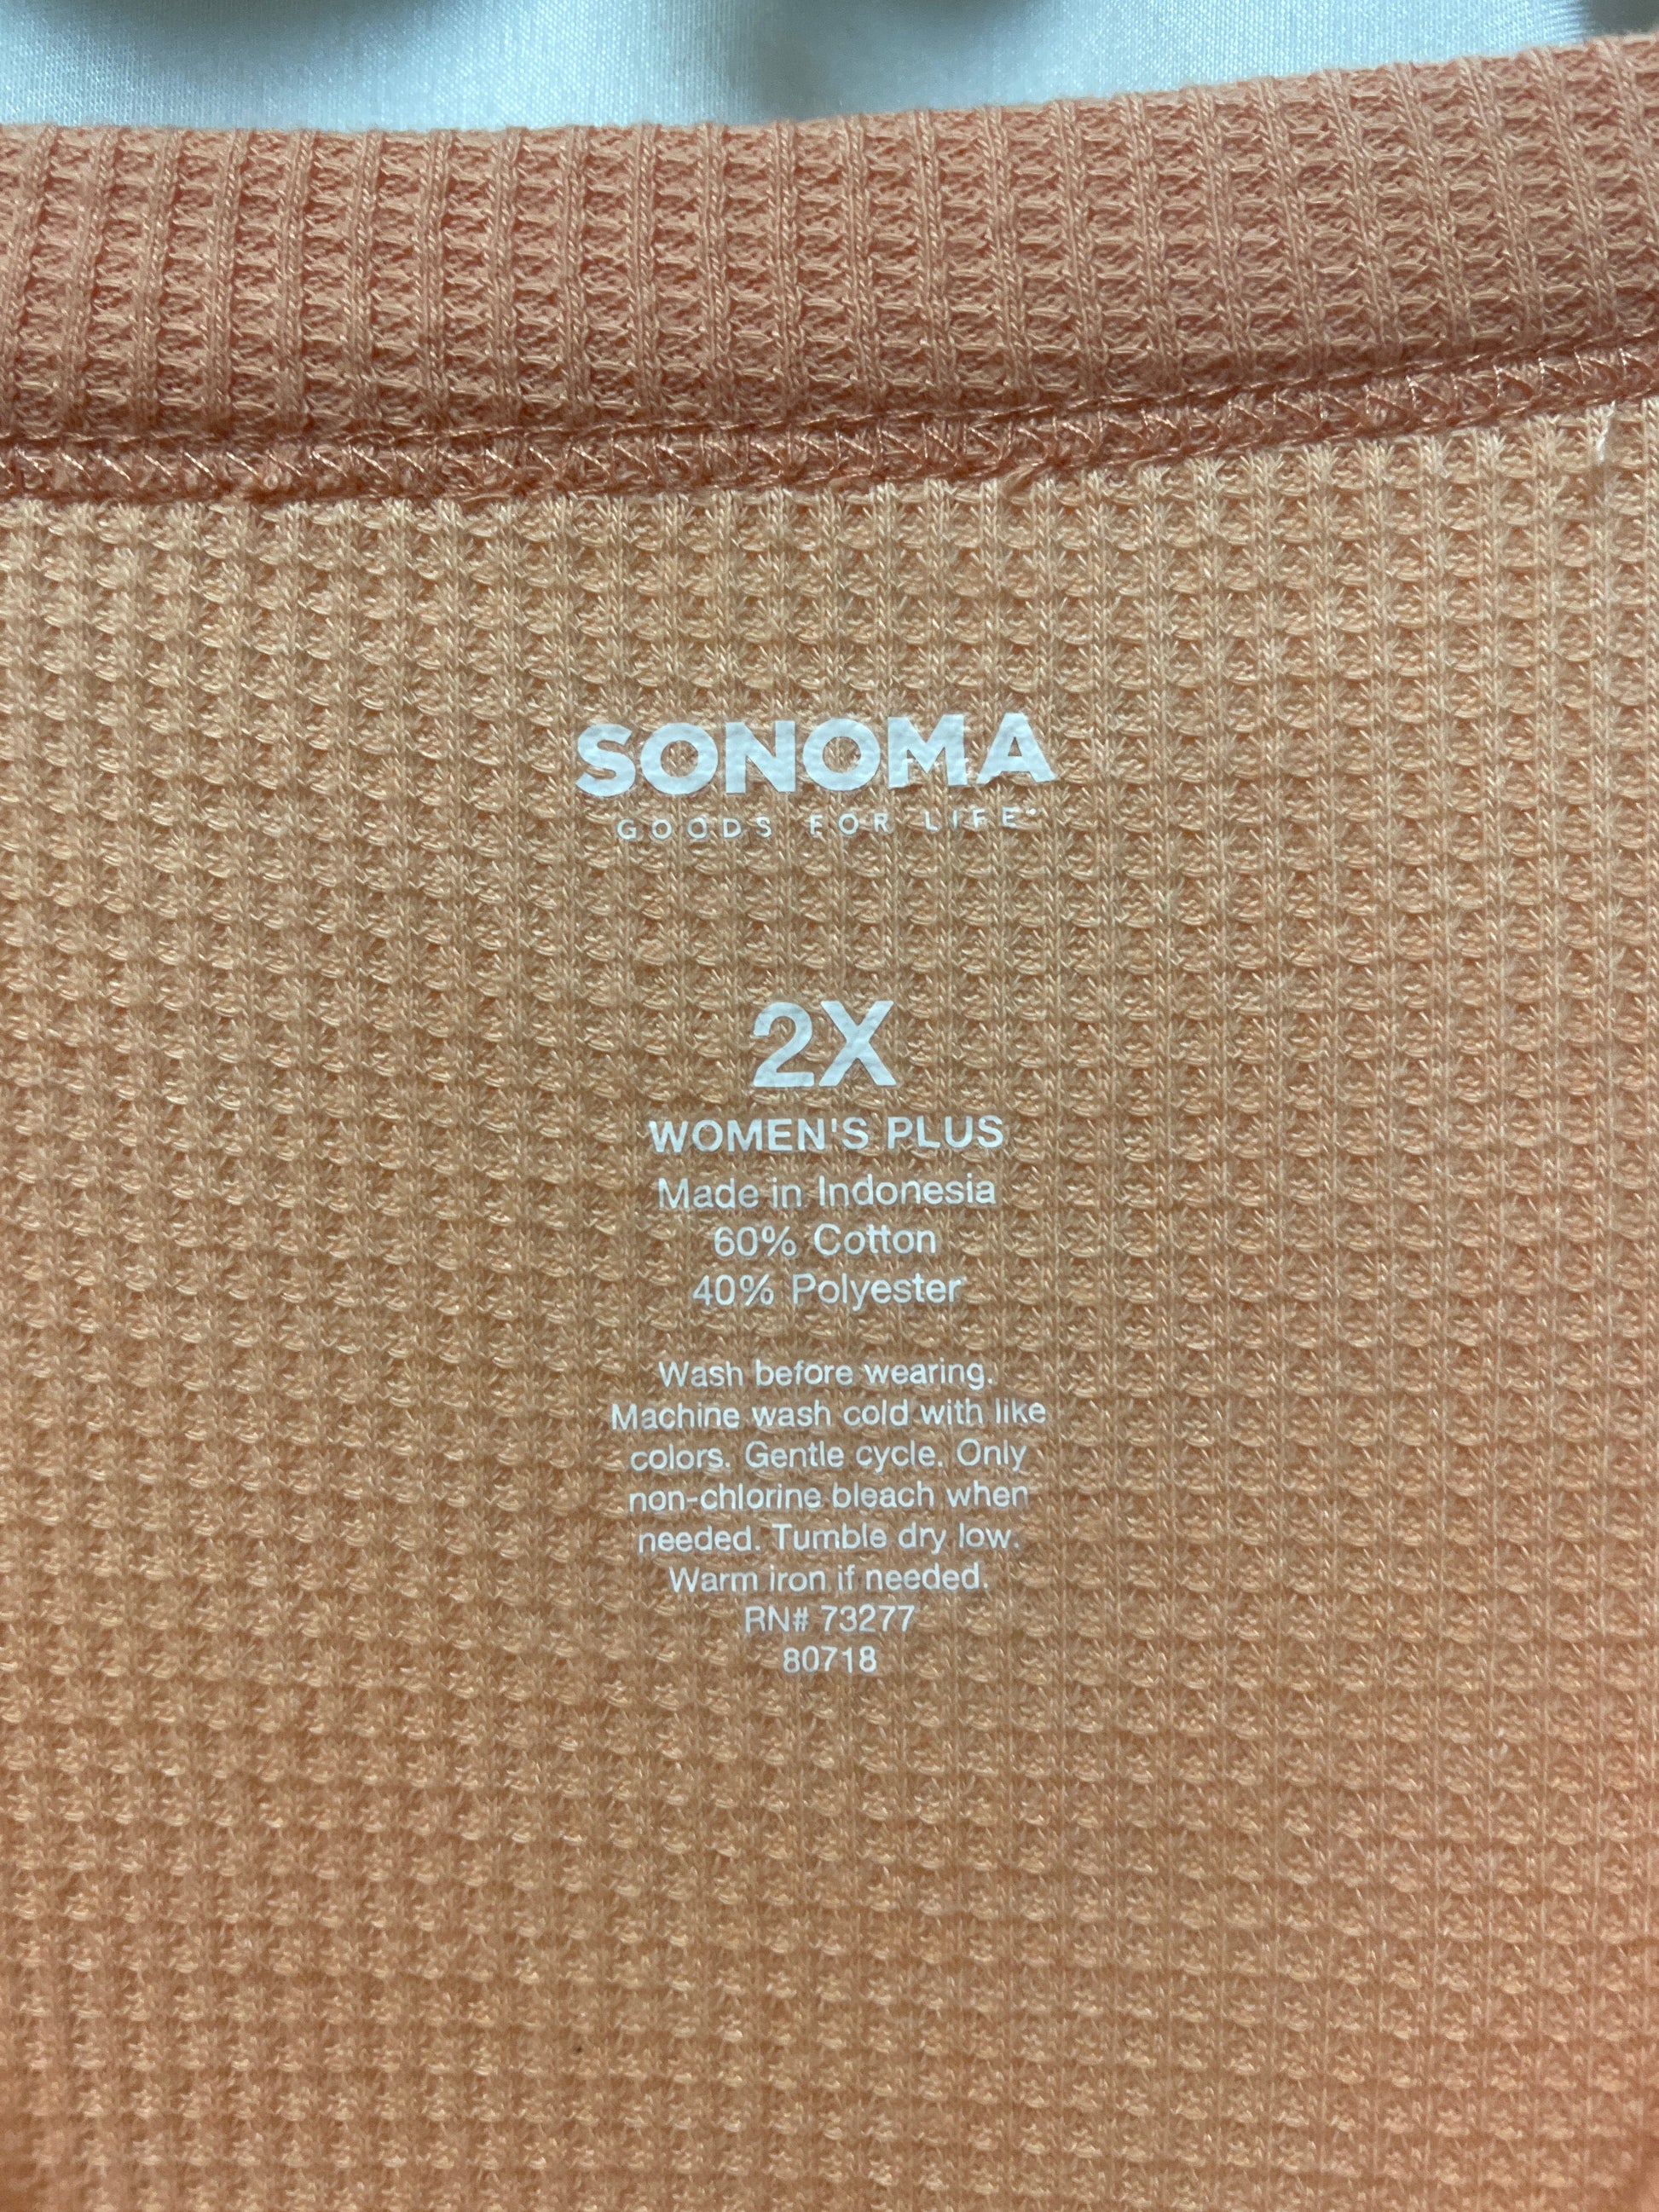 SONOMA
GOODS FOR LIFE®
2X
WOMEN'S PLUS
Made in Indonesia
60% Cotton
40% Polyester
Wash before wearing.
Machine wash cold with like
colors. Gentle cycle. Only
non-chlorine bleach when
needed. Tumble dry low.
Warm iron if needed.
RN# 73277
80718